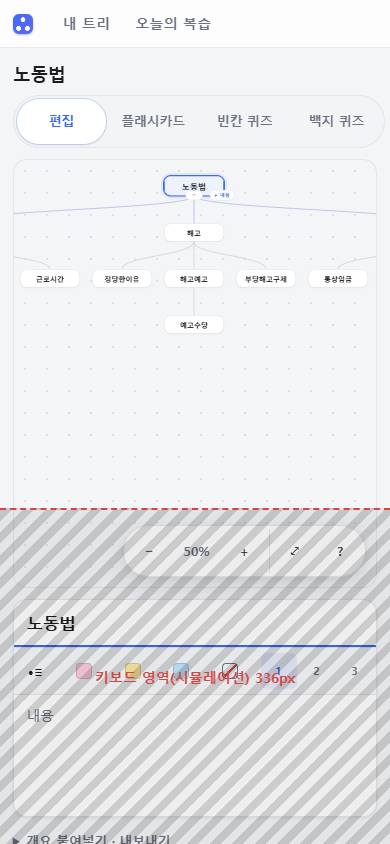 내 트리 오늘의 복습
노동법
편집 플래시카드 빈칸 퀴즈 백지 퀴즈
노동법
+ 내용
해고
근로시간 정당한이유 해고예고 부당해고구제 통상임금
예고수당
− 50% + ⤢ ?
노동법
•≡ 1 2 3
키보드 영역(시뮬레이션) 336px
내용
▶ 개요 붙여넣기 · 내보내기